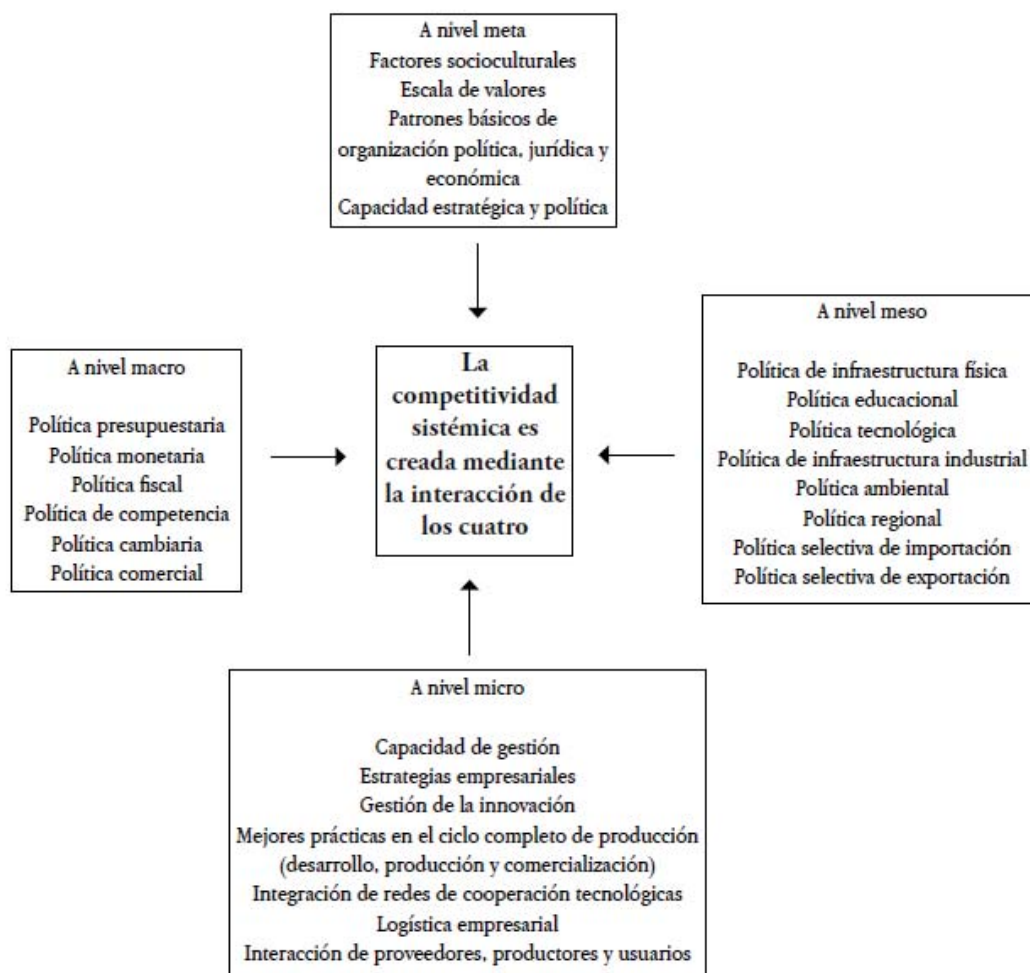 A nivel meta
Factores socioculturales
Escala de valores
Patrones básicos de
organización política, jurídica y
económica
Capacidad estratégica y política
A nivel macro
Política presupuestaria
Política monetaria
Política fiscal
Política de competencia
Política cambiaria
Política comercial
La
competitividad
sistémica es
creada mediante
la interacción de
los cuatro
A nivel meso
Política de infraestructura física
Política educacional
Política tecnológica
Política de infraestructura industrial
Política ambiental
Política regional
Política selectiva de importación
Política selectiva de exportación
A nivel micro
Capacidad de gestión
Estrategias empresariales
Gestión de la innovación
Mejores prácticas en el ciclo completo de producción
(desarrollo, producción y comercialización)
Integración de redes de cooperación tecnológicas
Logística empresarial
Interacción de proveedores, productores y usuarios